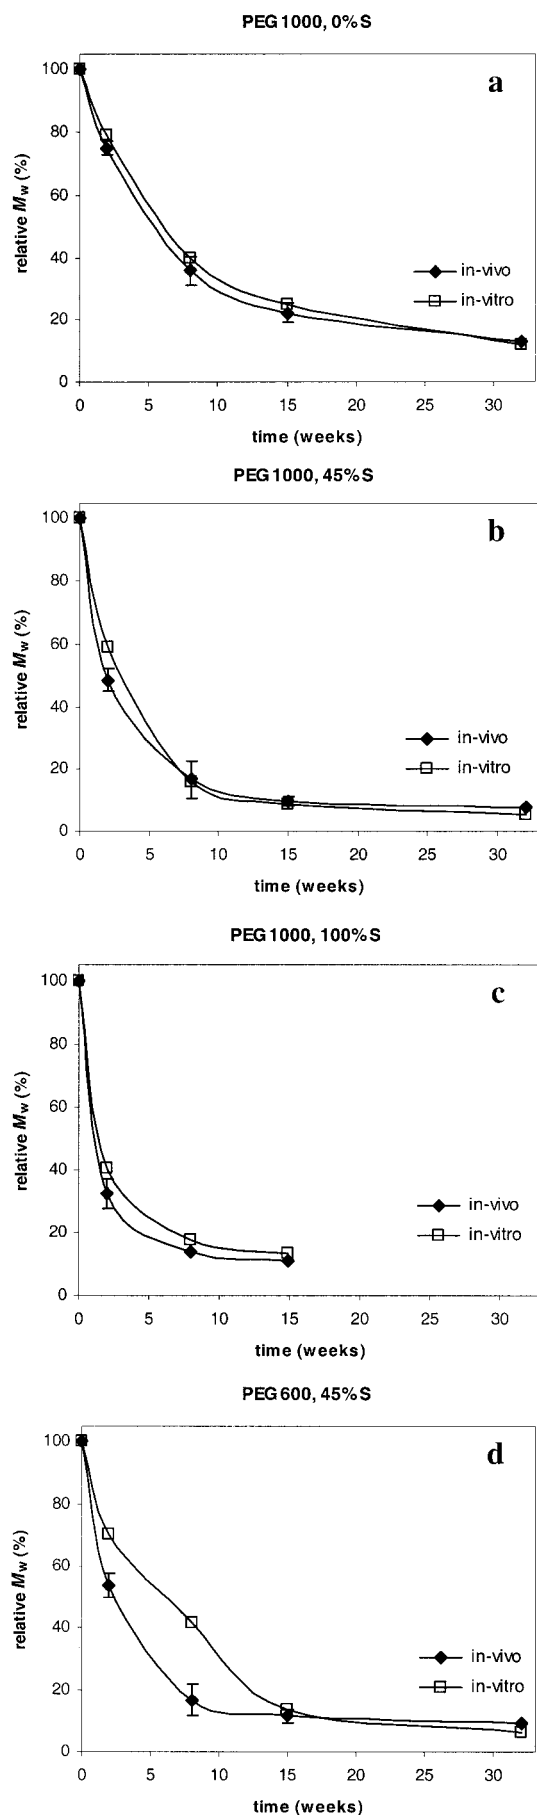 PEG1000, 0%S
a
100
80
60
40
20
0
relative Mw (%)
in-vivo
in-vitro
0 5 10 15 20 25 30
time (weeks)
PEG1000, 45%S
b
100
80
60
40
20
0
relative Mw (%)
in-vivo
in-vitro
0 5 10 15 20 25 30
time (weeks)
PEG1000, 100%S
c
100
80
60
40
20
0
relative Mw (%)
in-vivo
in-vitro
0 5 10 15 20 25 30
time (weeks)
PEG600, 45%S
d
100
80
60
40
20
0
relative Mw (%)
in-vivo
in-vitro
0 5 10 15 20 25 30
time (weeks)